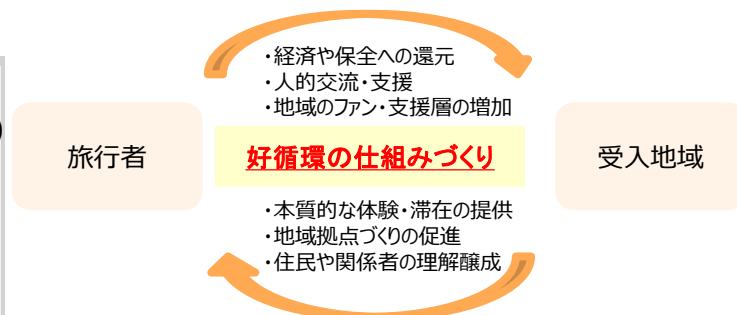 ・経済や保全への還元
・人的交流・支援
・地域のファン・支援層の増加
旅行者
好循環の仕組みづくり
受入地域
・本質的な体験・滞在の提供
・地域拠点づくりの促進
・住民や関係者の理解醸成